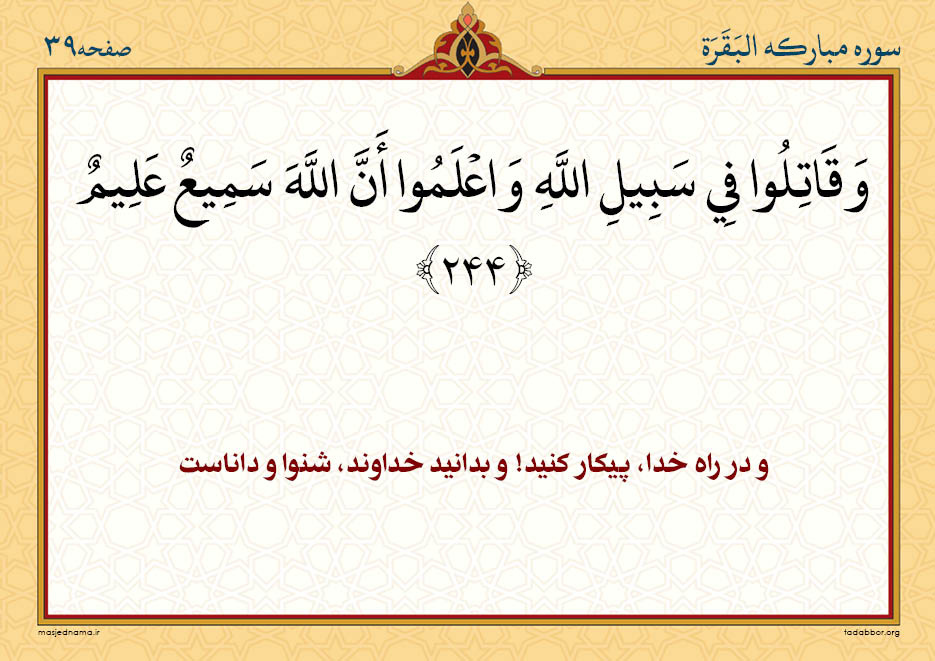 سوره مبارکه البَقَرَة
صفحه۳۹
وَ قَاتِلُوا فِي سَبِيلِ اللَّهِ وَ اعْلَمُوا أَنَّ اللَّهَ سَمِيعٌ عَلِيمٌ
﴿۲۴۴﴾
و در راه خدا، پیکار کنید! و بدانید خداوند، شنوا و داناست
masjednama.ir
tadabbor.org